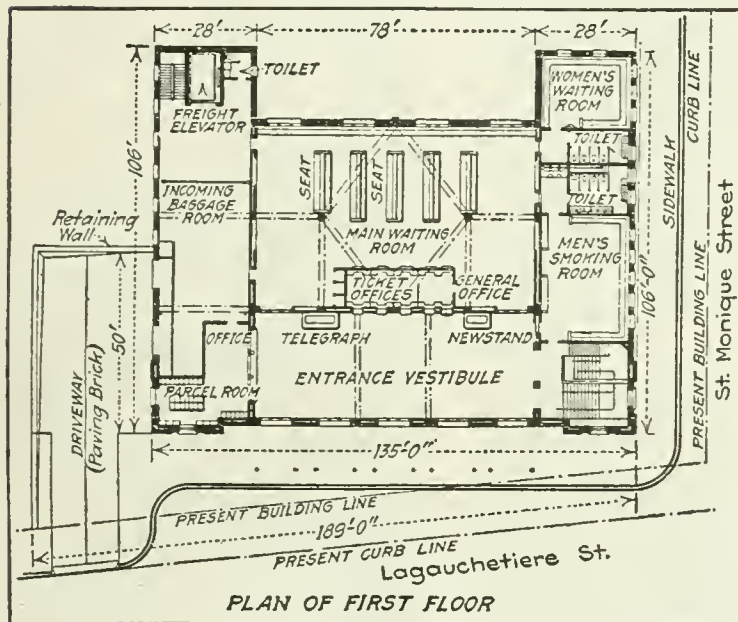 28'
78'
28'
TOILET
FREIGHT
ELEVATOR
WOMEN'S
WAITING
ROOM
TOILET
TOILET
106'
INCOMING
BAGGAGE
ROOM
SEAT
SEAT
MAIN WAITING
ROOM
MEN'S
SMOKING
ROOM
Retaining
Wall
TICKET
OFFICES
GENERAL
OFFICE
OFFICE
TELEGRAPH
NEWSTAND
PARCEL ROOM
ENTRANCE VESTIBULE
50'
DRIVEWAY
(Paving Brick)
106'-0"
SIDEWALK
CURB LINE
PRESENT BUILDING LINE
St. Monique Street
135'-0"
PRESENT BUILDING LINE
189'-0"
PRESENT CURB LINE
Lagauchetiere St.
PLAN OF FIRST FLOOR